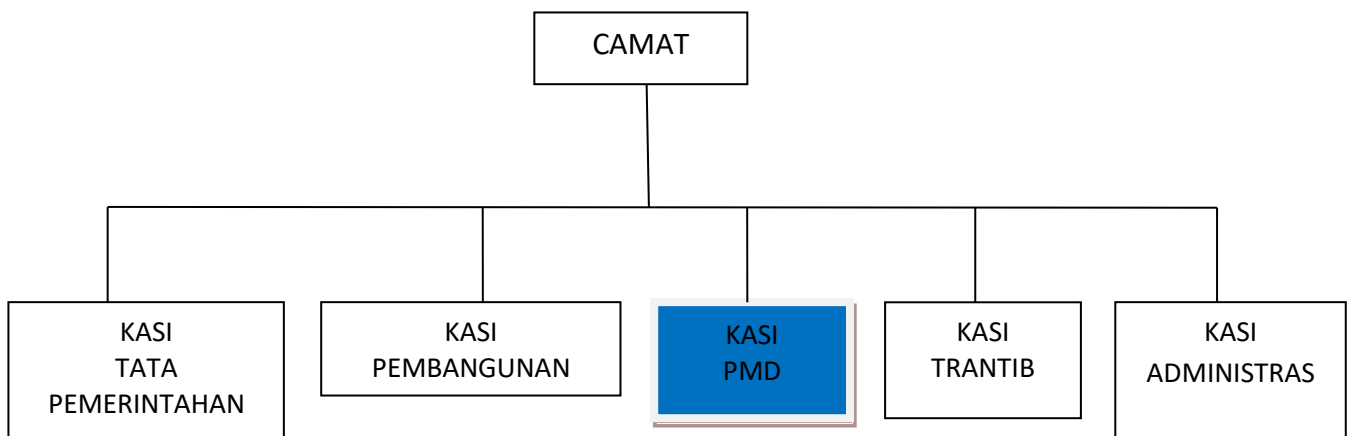 CAMAT
KASI
TATA
PEMERINTAHAN
KASI
PEMBANGUNAN
KASI
PMD
KASI
TRANTIB
KASI
ADMINISTRAS